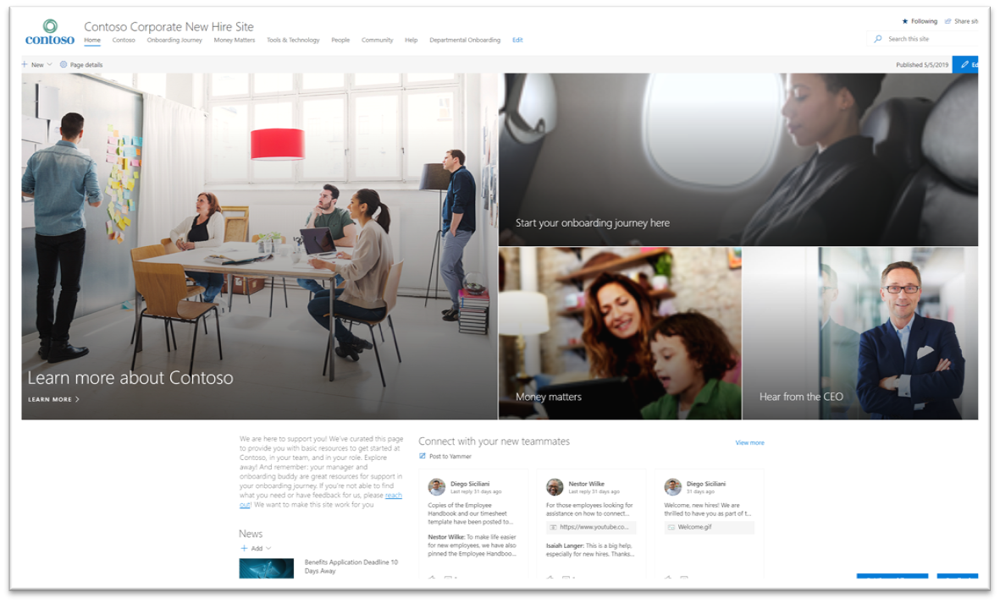 contoso
Contoso Corporate New Hire Site
Home Contoso Onboarding Journey Money Matters Tools & Technology People Community Help Departmental Onboarding Edit
Following Share
Search this site
New Page details
Published 5/5/2019
Learn more about Contoso
LEARN MORE
Start your onboarding journey here
Money matters
Hear from the CEO
We are here to support you! We've curated this page
to provide you with basic resources to get started at
Contoso, in your team, and in your role. Explore
away! And remember: your manager and
onboarding buddy are great resources for support in
your onboarding journey. If you're not able to find
what you need or have feedback for us, please reach
out! We want to make this site work for you
News
Add
Benefits Application Deadline 10
Days Away
Connect with your new teammates
View more
Post to Yammer
Diego Siciliani
Last reply 31 days ago
Copies of the Employee
Handbook and our timesheet
template have been posted to...
Nestor Wilke: To make life easier
for new employees, we have also
pinned the Employee Handboo...
Nestor Wilke
Last reply 31 days ago
For those employees looking for
assistance on how to connect...
https://www.youtube.co...
Isaiah Langer: This is a big help,
especially for new hires. Thanks...
Diego Siciliani
31 days ago
Welcome, new hires! We are
thrilled to have you as part of t...
Welcome.gif